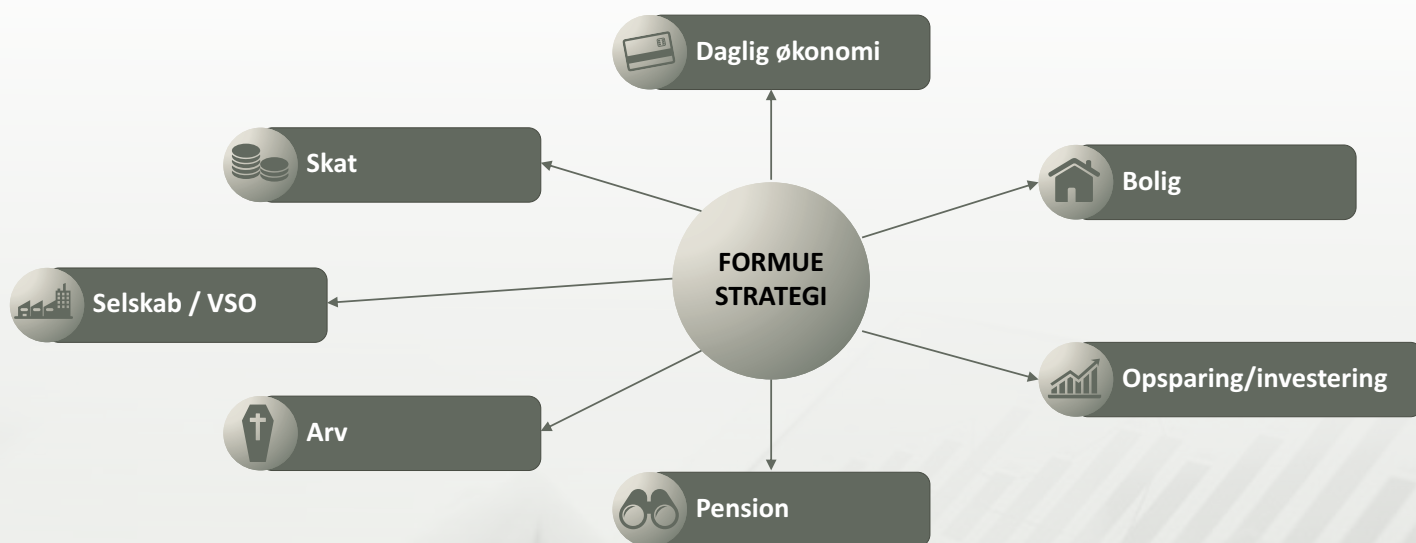 Daglig økonomi
Skat
Bolig
FORMUE
STRATEGI
Selskab / VSO
Opsparing/investering
Arv
Pension